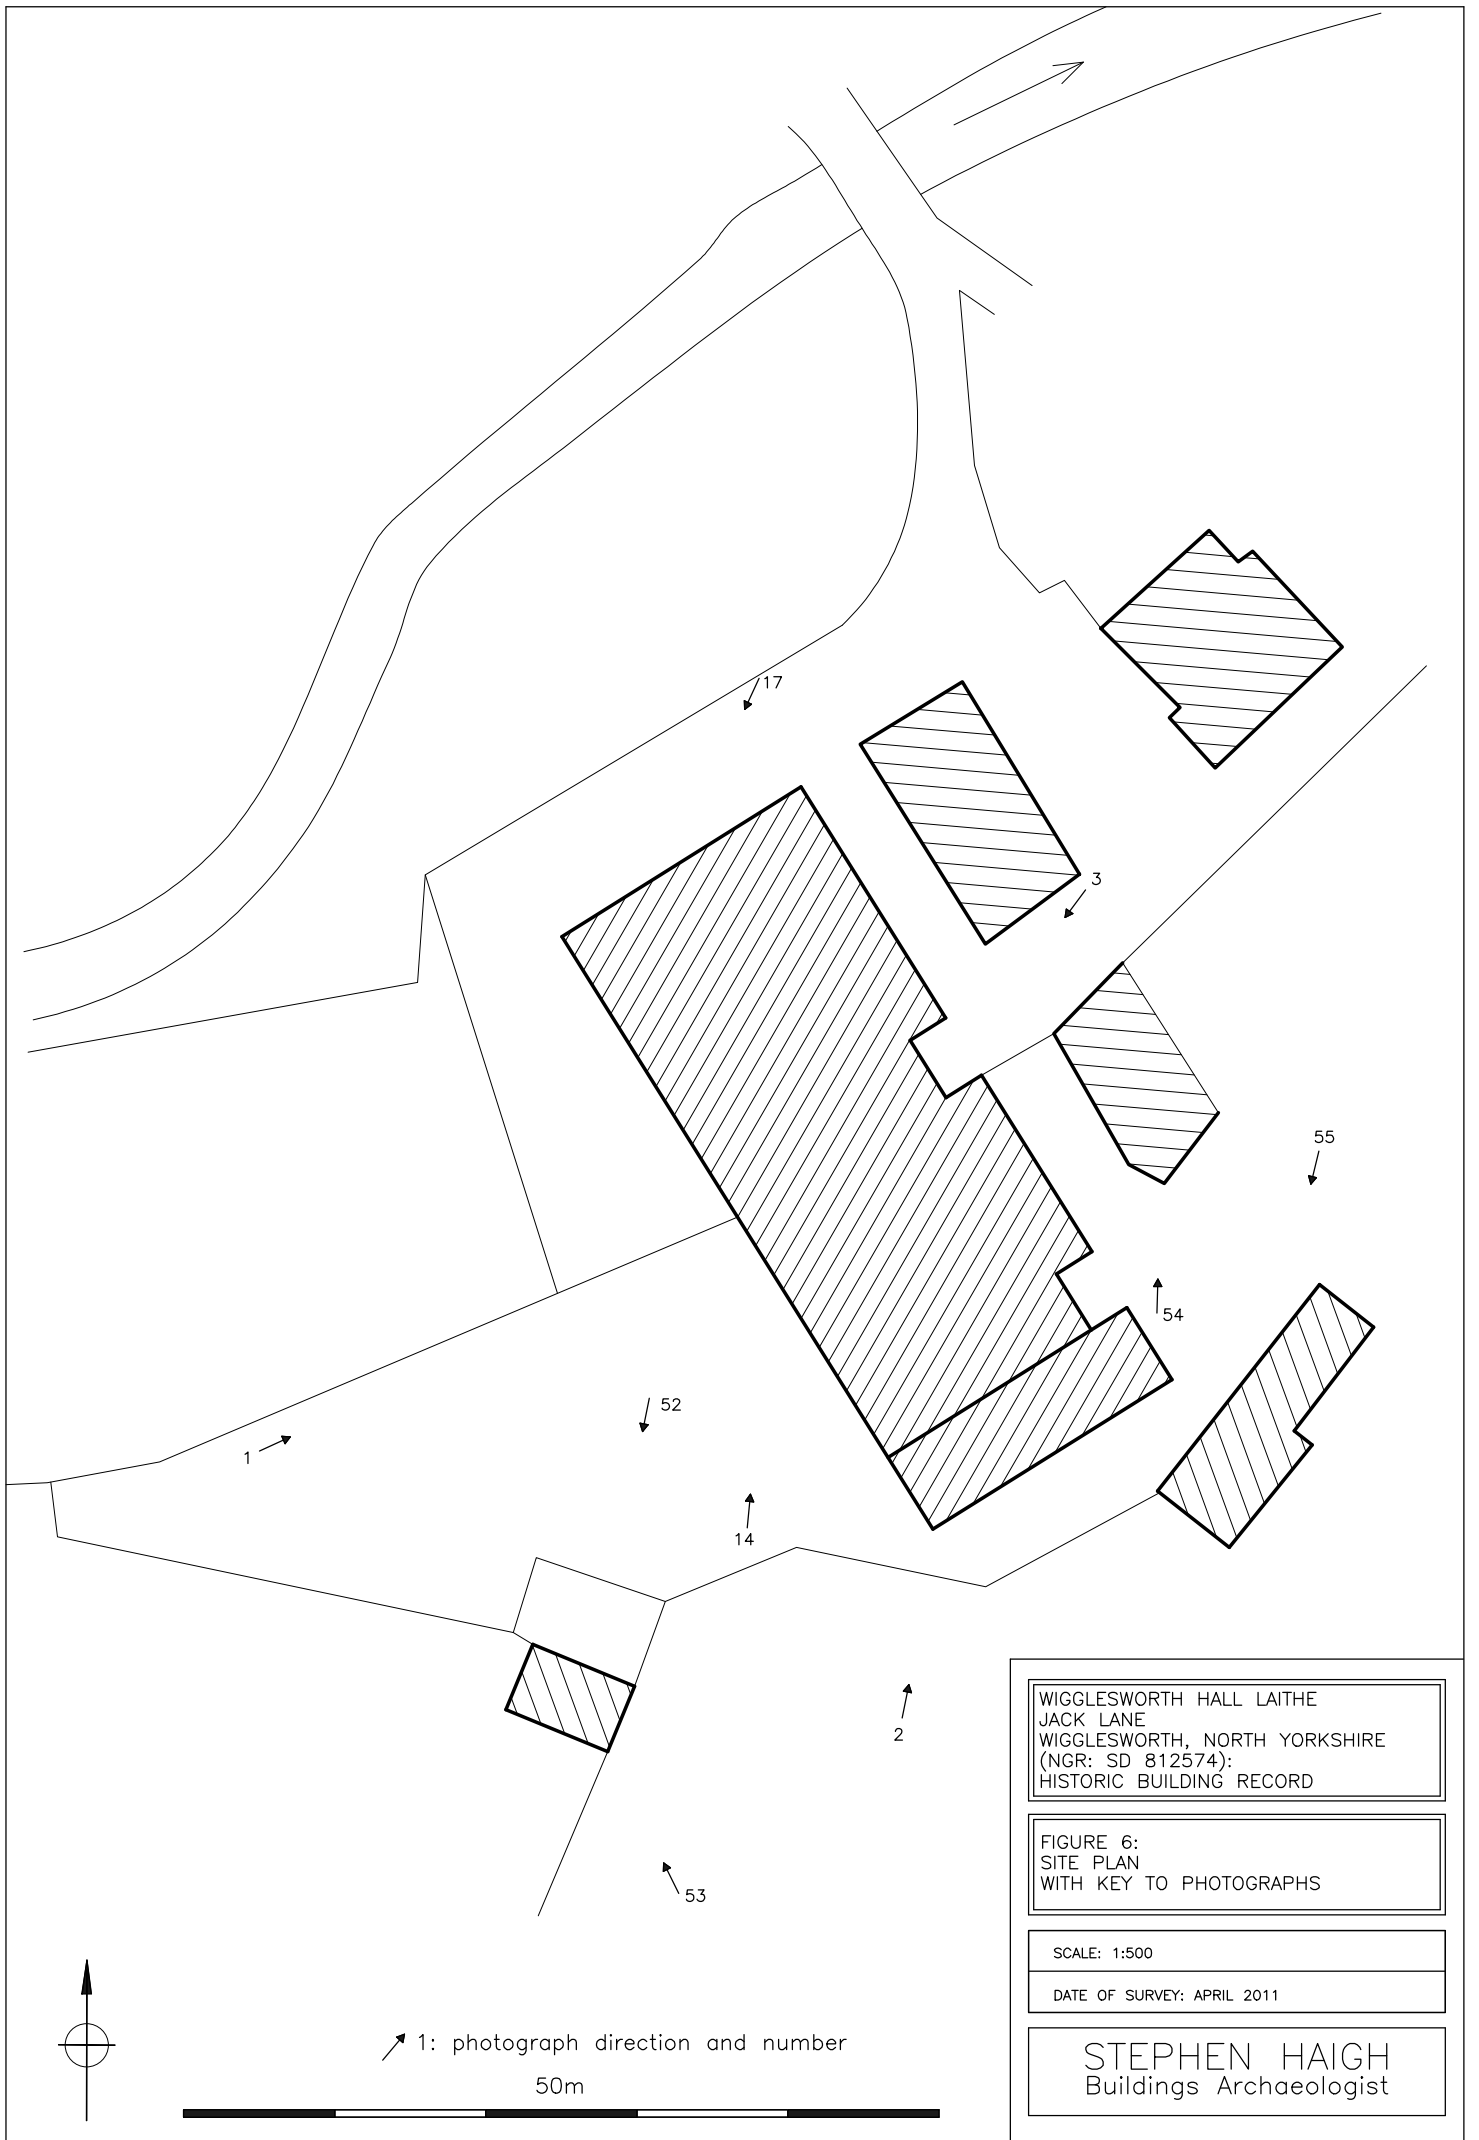 17
3
55
54
52
1
14
2
53
WIGGLESWORTH HALL LAITHE
JACK LANE
WIGGLESWORTH, NORTH YORKSHIRE
(NGR: SD 812574):
HISTORIC BUILDING RECORD
FIGURE 6:
SITE PLAN
WITH KEY TO PHOTOGRAPHS
SCALE: 1:500
DATE OF SURVEY: APRIL 2011
STEPHEN HAIGH
Buildings Archaeologist
1: photograph direction and number
50m